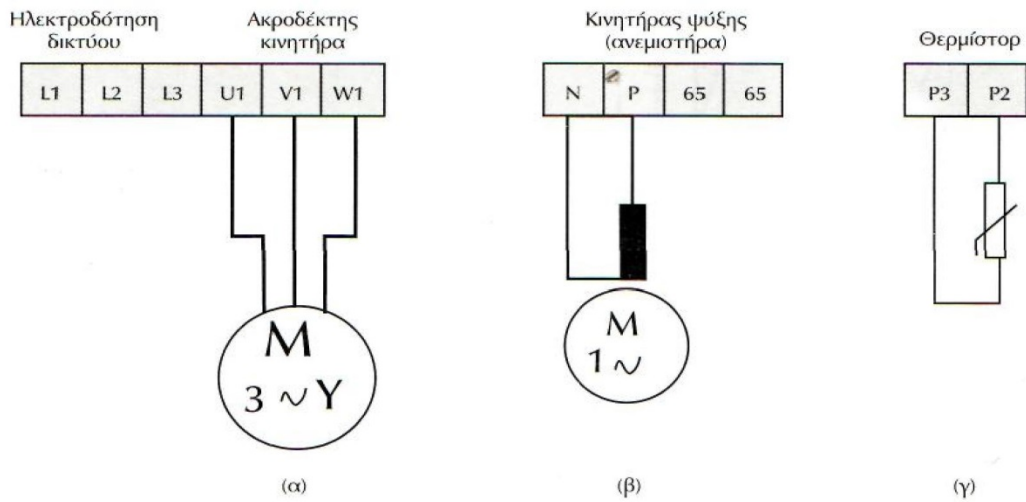 Ηλεκτροδότηση
δικτύου
Ακροδέκτης
κινητήρα
L1 L2 L3 U1 V1 W1
M
3 ~ Y
(α)
Κινητήρας ψύξης
(ανεμιστήρα)
N P 65 65
M
1 ~
(β)
Θερμίστορ
P3 P2
(γ)